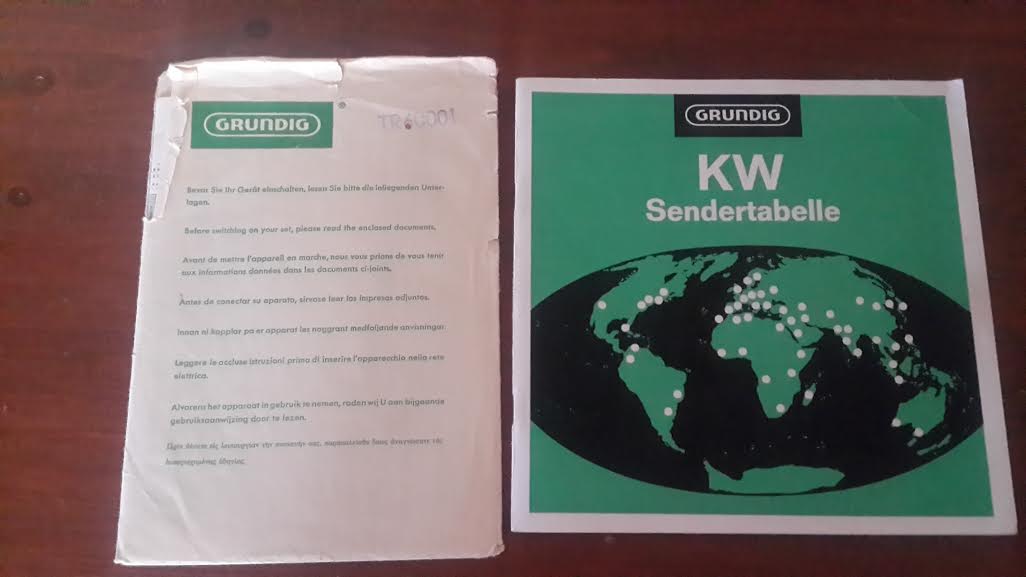 GRUNDIG
®
TR 6001
Bevor Sie Ihr Gerät einschalten, lesen Sie bitte die inliegenden Unter-
lagen.
Before switching on your set, please read the enclosed documents.
Avant de mettre l'appareil en marche, nous vous prions de vous tenir
aux informations données dans les documents ci-joints.
Antes de conectar su aparato, sirvase leer los impresos adjuntos.
Innan ni kopplar på er apparat läs noggrant medföljande anvisningar.
Leggere le accluse istruzioni prima di inserire l'apparecchio nella rete
elettrica.
Alvorens het apparaat in gebruik te nemen, raden wij U aan bijgaande
gebruiksaanwijzing door te lezen.
GRUNDIG
KW
Sendertabelle